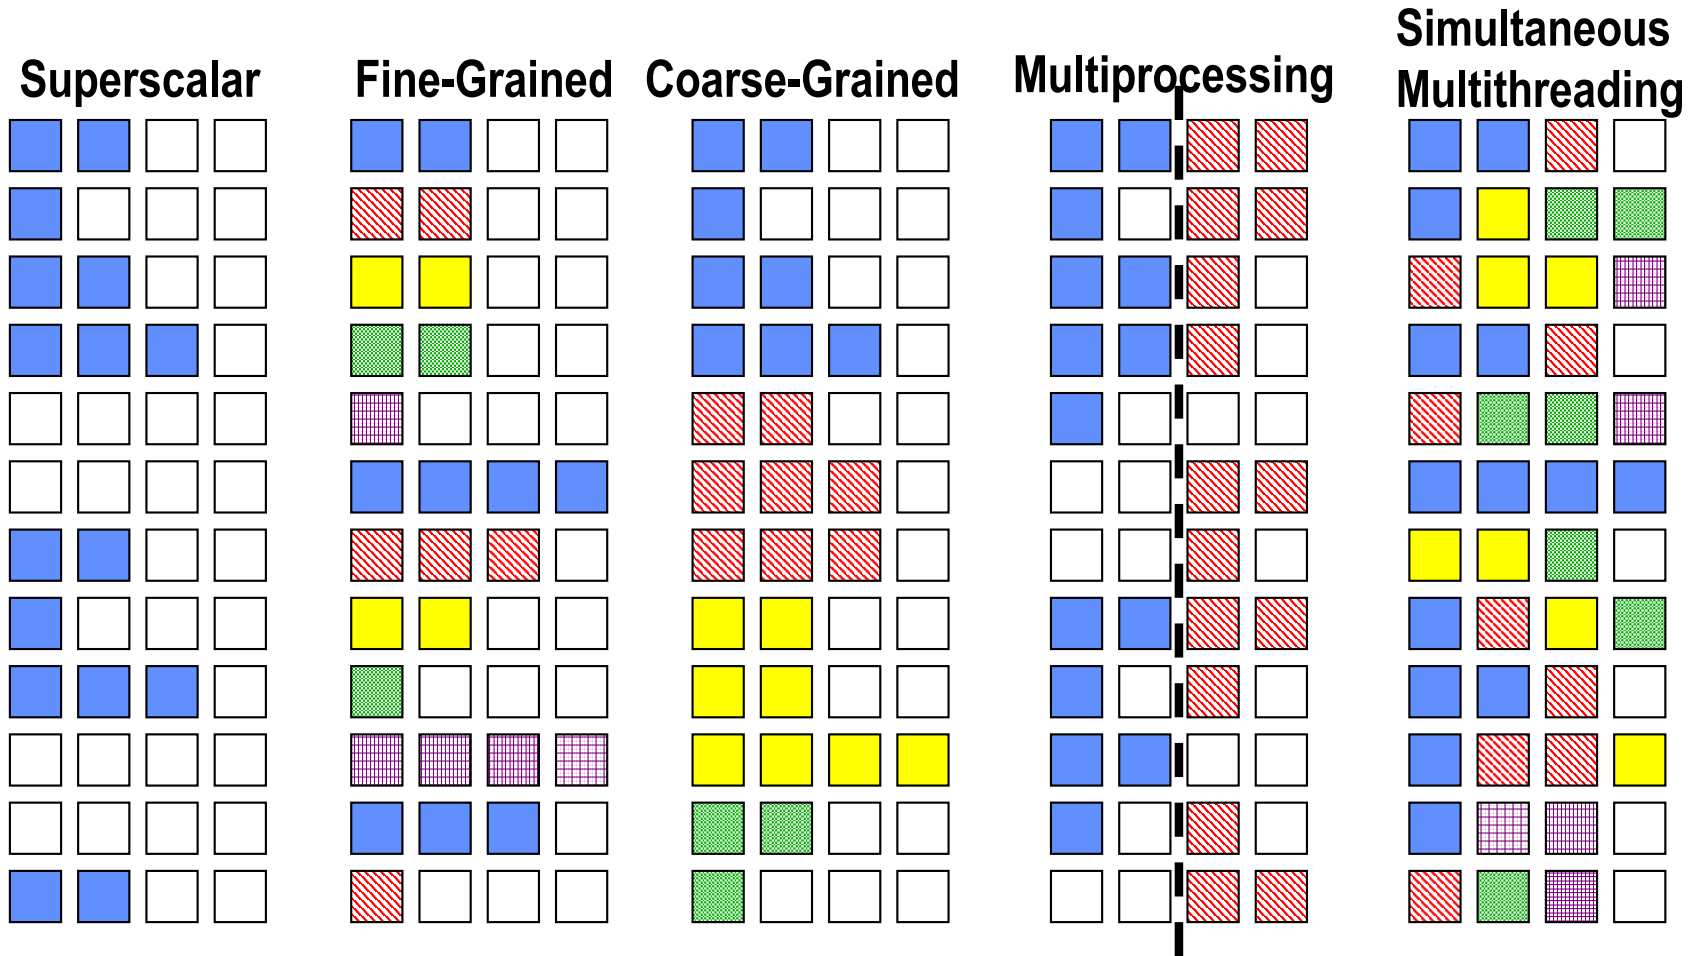 Superscalar
Fine-Grained
Coarse-Grained
Multiprocessing
Simultaneous
Multithreading